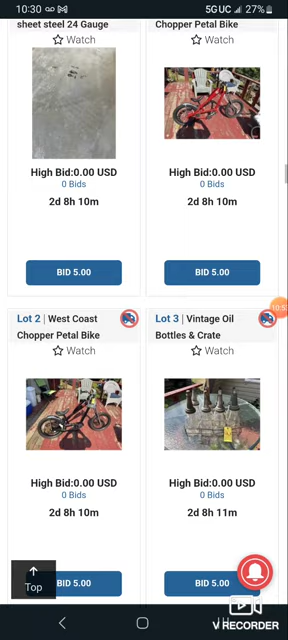 10:30
5G UC 27%
sheet steel 24 Gauge
Watch
High Bid:0.00 USD
0 Bids
2d 8h 10m
BID 5.00
Chopper Petal Bike
Watch
High Bid:0.00 USD
0 Bids
2d 8h 10m
BID 5.00
10:57
Lot 2 | West Coast
Chopper Petal Bike
Watch
High Bid:0.00 USD
0 Bids
2d 8h 10m
BID 5.00
Lot 3 | Vintage Oil
Bottles & Crate
Watch
High Bid:0.00 USD
0 Bids
2d 8h 11m
BID 5.00
Top
V RECORDER